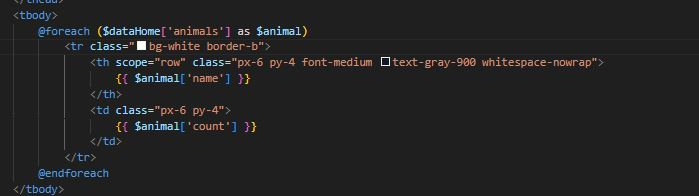 </thead>
<tbody>
@foreach ($dataHome['animals'] as $animal)
<tr class="bg-white border-b">
<th scope="row" class="px-6 py-4 font-medium text-gray-900 whitespace-nowrap">
{{ $animal['name'] }}
</th>
<td class="px-6 py-4">
{{ $animal['count'] }}
</td>
</tr>
@endforeach
</tbody>